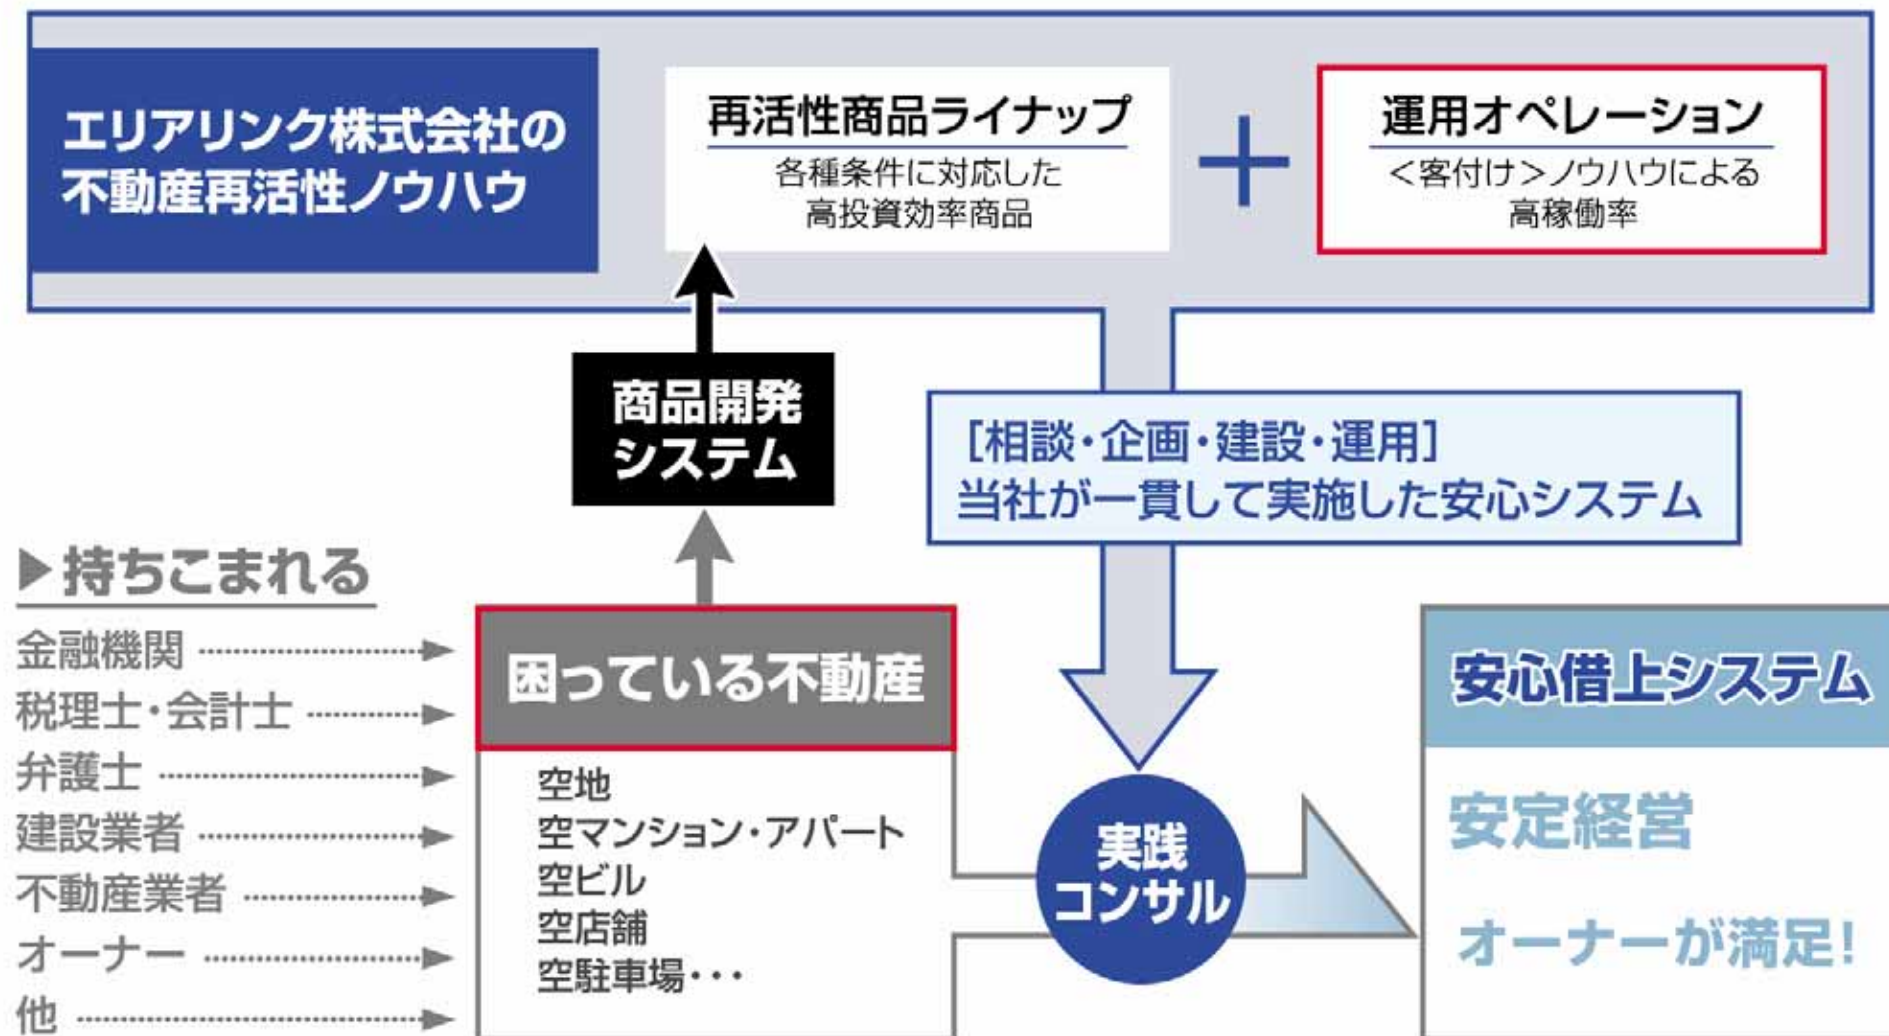 エリアリンク株式会社の
不動産再活性ノウハウ
再活性商品ライナップ
各種条件に対応した
高投資効率商品
+
運用オペレーション
＜客付け＞ノウハウによる
高稼働率
商品開発
システム
［相談・企画・建設・運用］
当社が一貫して実施した安心システム
▶持ちこまれる
金融機関
税理士・会計士
弁護士
建設業者
不動産業者
オーナー
他
困っている不動産
空地
空マンション・アパート
空ビル
空店舗
空駐車場・・・
実践
コンサル
安心借上システム
安定経営
オーナーが満足！